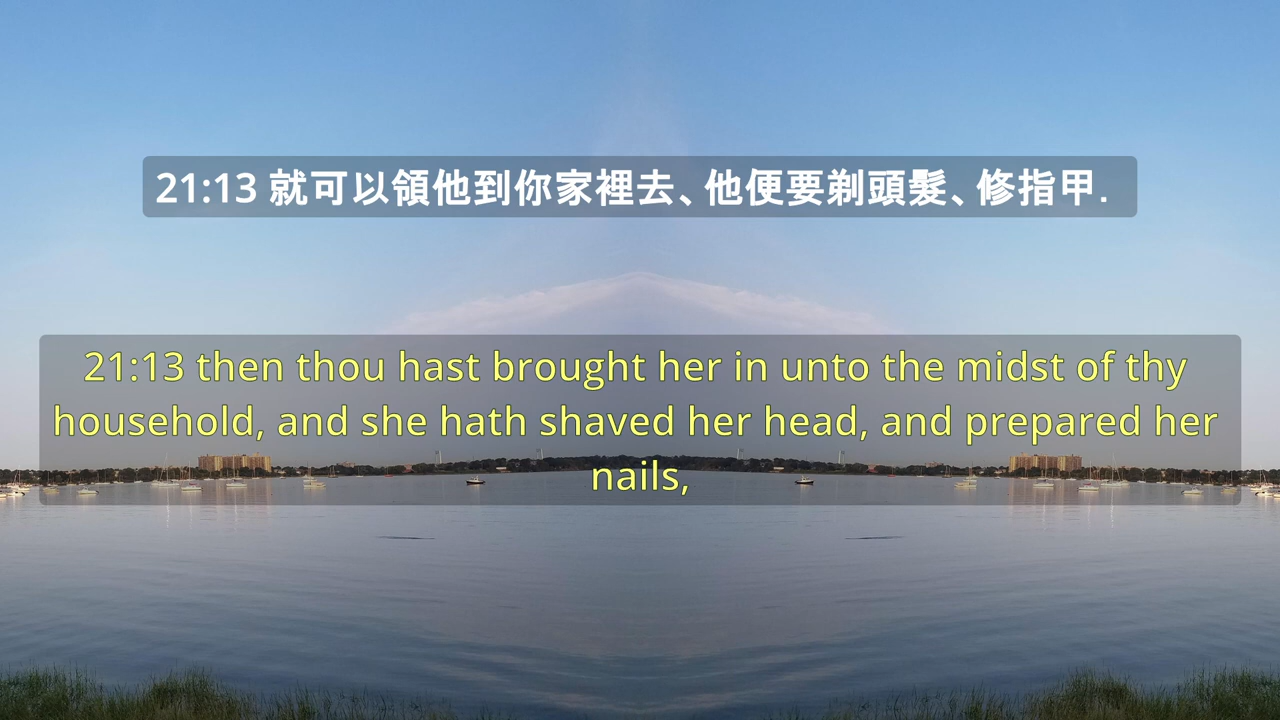 21:13 就可以領他到你家裡去、他便要剃頭髮、修指甲．
21:13 then thou hast brought her in unto the midst of thy
household, and she hath shaved her head, and prepared her
nails,